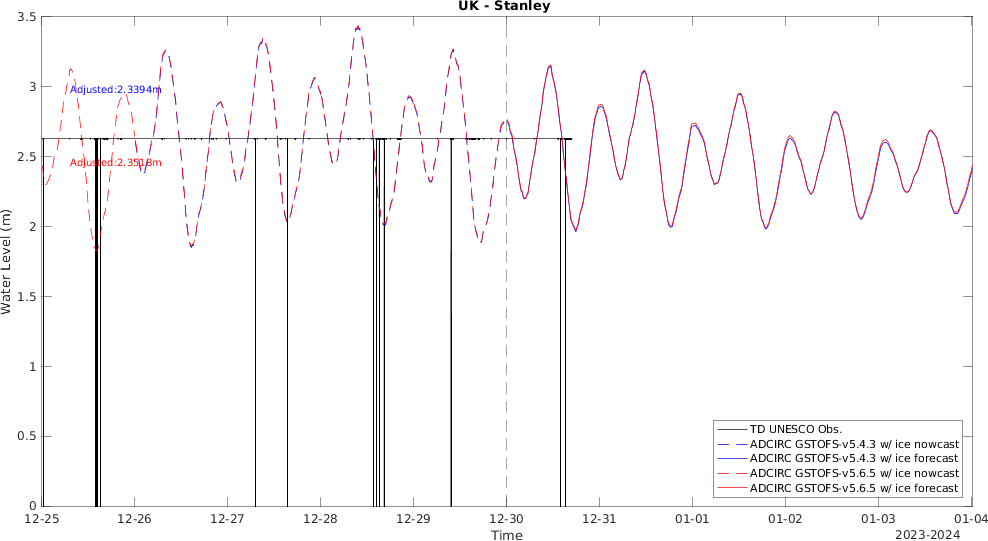 UK - Stanley
3.5
3
2.5
2
1.5
1
0.5
0
Water Level (m)
Adjusted:2.3394m
Adjusted:2.3518m
TD UNESCO Obs.
ADCIRC GSTOFS-v5.4.3 w/ ice nowcast
ADCIRC GSTOFS-v5.4.3 w/ ice forecast
ADCIRC GSTOFS-v5.6.5 w/ ice nowcast
ADCIRC GSTOFS-v5.6.5 w/ ice forecast
12-25 12-26 12-27 12-28 12-29 12-30 12-31 01-01 01-02 01-03 01-04
Time
2023-2024